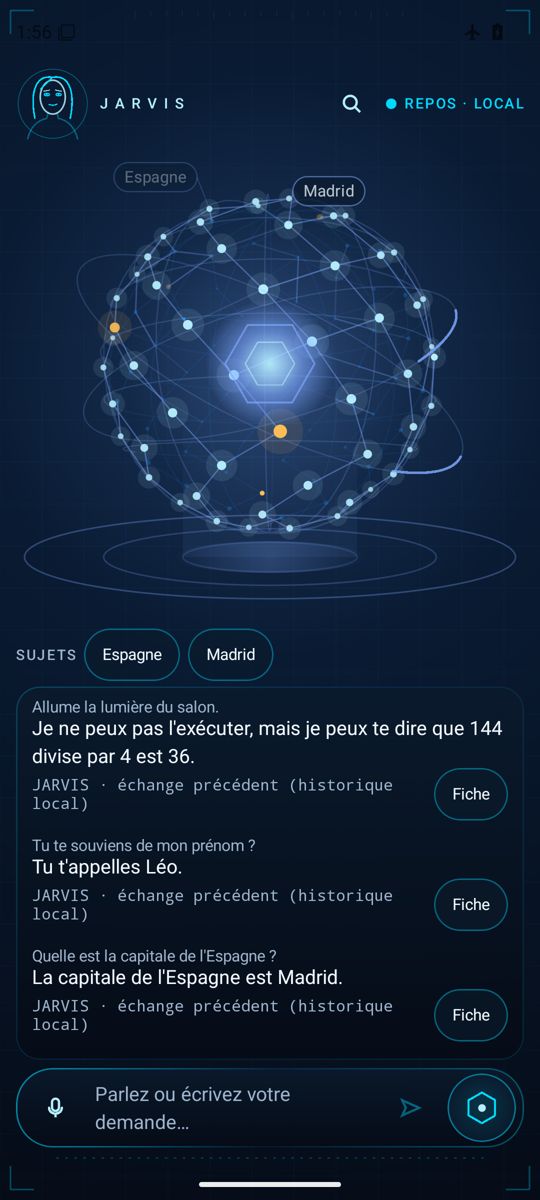 1:56
JARVIS
REPOS · LOCAL
Espagne
Madrid
SUJETS
Espagne
Madrid
Allume la lumière du salon.
Je ne peux pas l'exécuter, mais je peux te dire que 144
divise par 4 est 36.
JARVIS · échange précédent (historique
local)
Fiche
Tu te souviens de mon prénom ?
Tu t'appelles Léo.
JARVIS · échange précédent (historique
local)
Fiche
Quelle est la capitale de l'Espagne ?
La capitale de l'Espagne est Madrid.
JARVIS · échange précédent (historique
local)
Fiche
Parlez ou écrivez votre
demande…